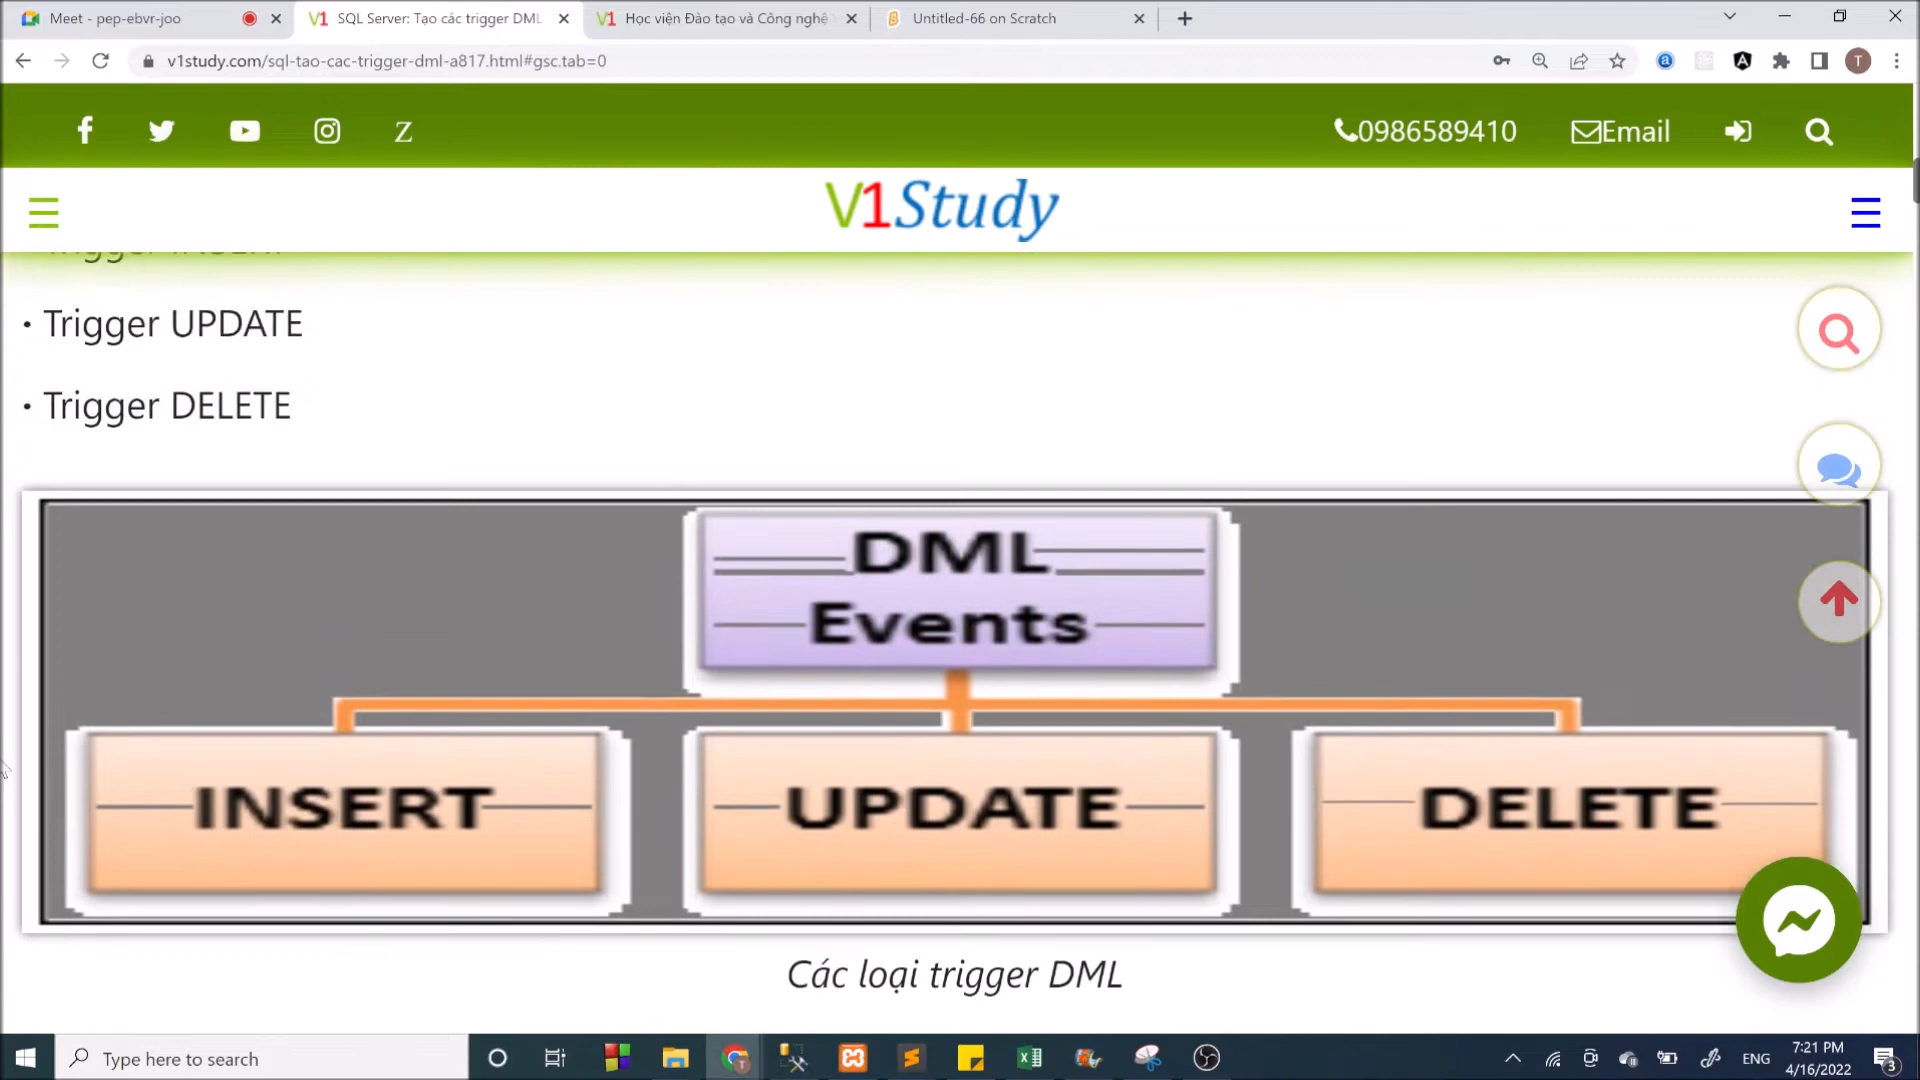 Meet - pep-ebvr-joo
SQL Server: Tạo các trigger DML
Học viện Đào tạo và Công nghệ
Untitled-66 on Scratch
v1study.com/sql-tao-cac-trigger-dml-a817.html#gsc.tab=0
T
Z
0986589410
Email
V1Study
Trigger INSERT
• Trigger UPDATE
• Trigger DELETE
DML
Events
INSERT
UPDATE
DELETE
Các loại trigger DML
Type here to search
ENG
7:21 PM
4/16/2022
3